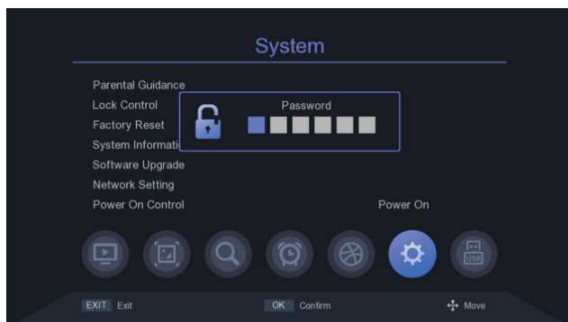 System
Parental Guidance
Lock Control
Password
Factory Reset
System Informati
Software Upgrade
Network Setting
Power On Control Power On
USB
EXIT Exit OK Confirm Move